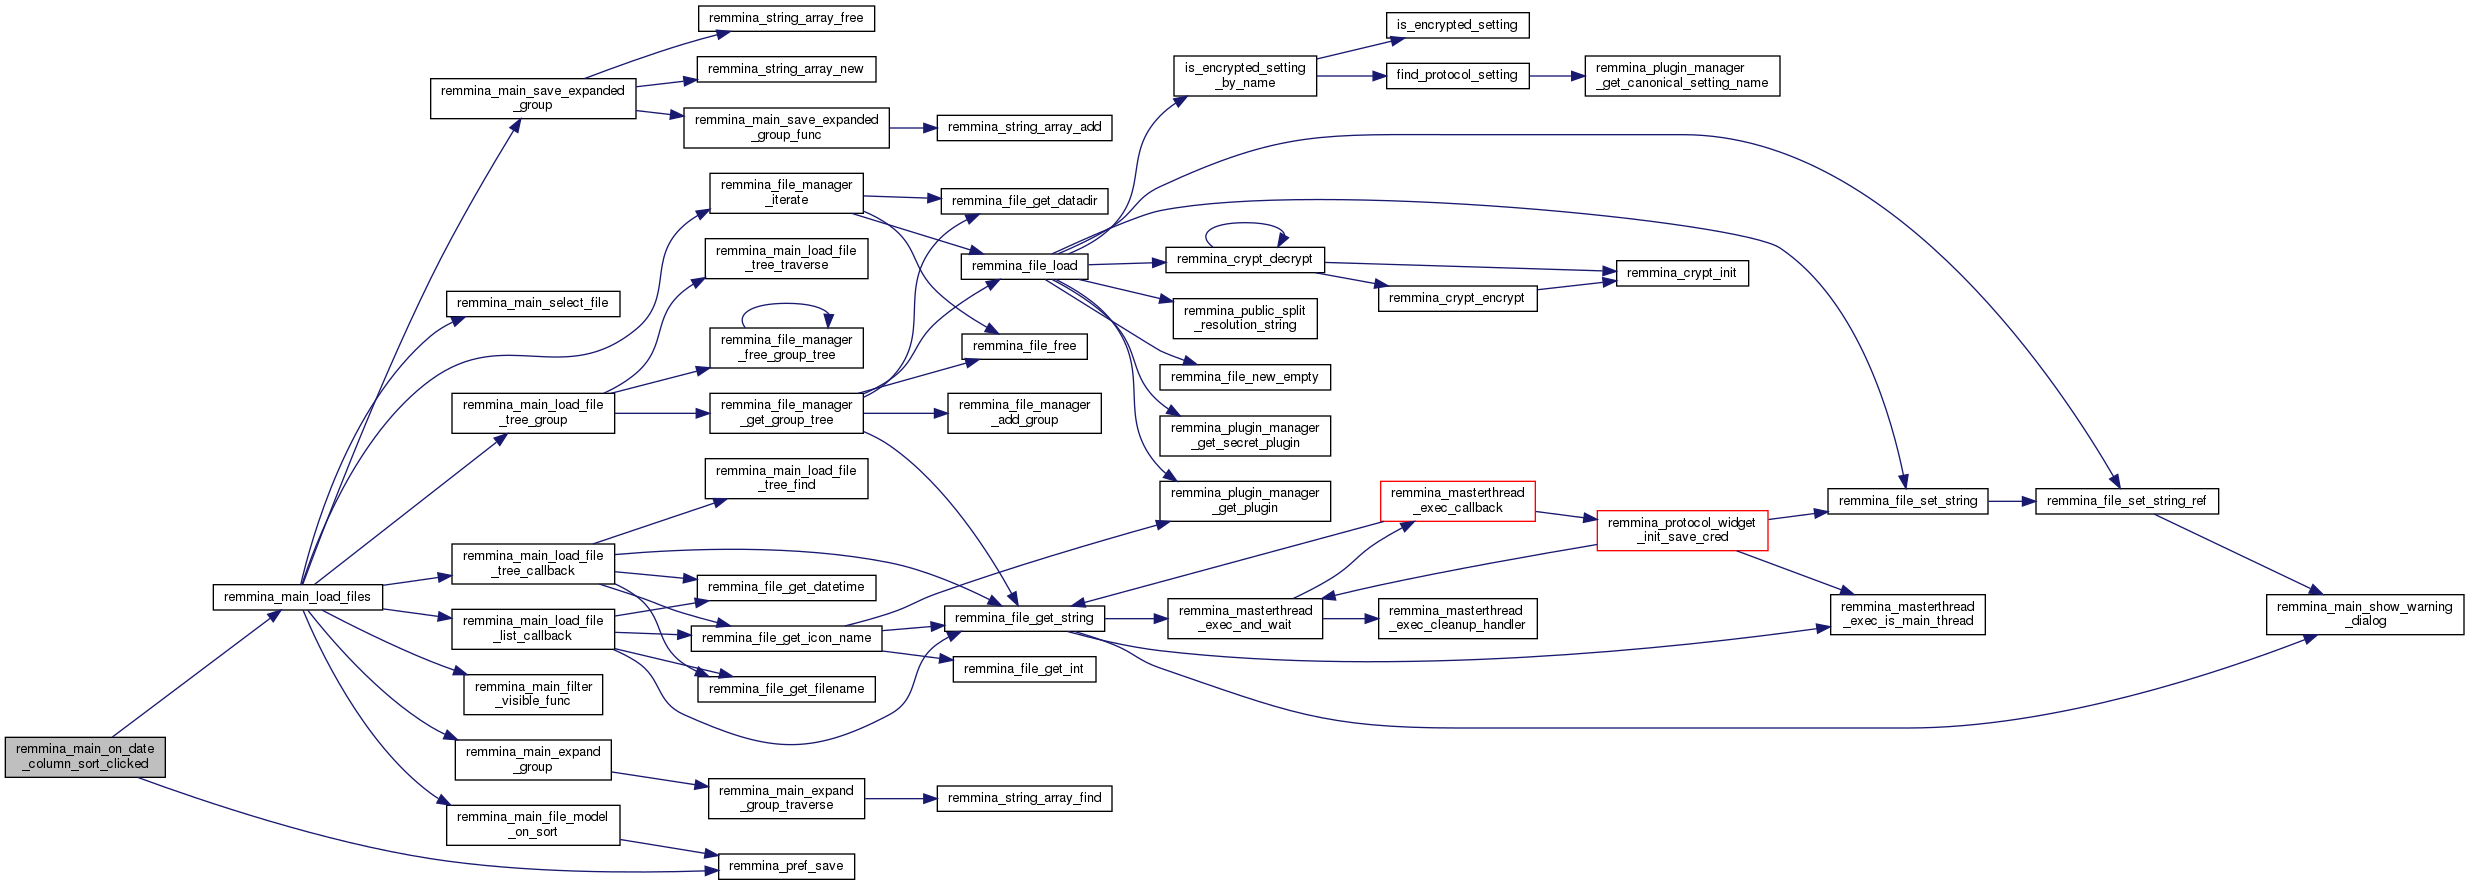 remmina_main_on_date
_column_sort_clicked
remmina_main_load_files
remmina_main_save_expanded
_group
remmina_main_select_file
remmina_main_load_file
_tree_group
remmina_main_load_file
_tree_callback
remmina_main_load_file
_list_callback
remmina_main_filter
_visible_func
remmina_main_expand
_group
remmina_main_file_model
_on_sort
remmina_string_array_free
remmina_string_array_new
remmina_main_save_expanded
_group_func
remmina_file_manager
_iterate
remmina_main_load_file
_tree_traverse
remmina_file_manager
_free_group_tree
remmina_file_manager
_get_group_tree
remmina_main_load_file
_tree_find
remmina_file_get_datetime
remmina_file_get_icon_name
remmina_file_get_filename
remmina_main_expand
_group_traverse
remmina_pref_save
remmina_string_array_add
remmina_file_get_datadir
remmina_file_load
remmina_file_free
remmina_file_manager
_add_group
remmina_file_get_string
remmina_file_get_int
remmina_string_array_find
is_encrypted_setting
_by_name
remmina_crypt_decrypt
remmina_public_split
_resolution_string
remmina_file_new_empty
remmina_plugin_manager
_get_secret_plugin
remmina_plugin_manager
_get_plugin
remmina_masterthread
_exec_and_wait
is_encrypted_setting
find_protocol_setting
remmina_crypt_encrypt
remmina_masterthread
_exec_callback
remmina_masterthread
_exec_cleanup_handler
remmina_plugin_manager
_get_canonical_setting_name
remmina_crypt_init
remmina_protocol_widget
_init_save_cred
remmina_file_set_string
remmina_masterthread
_exec_is_main_thread
remmina_file_set_string_ref
remmina_main_show_warning
_dialog